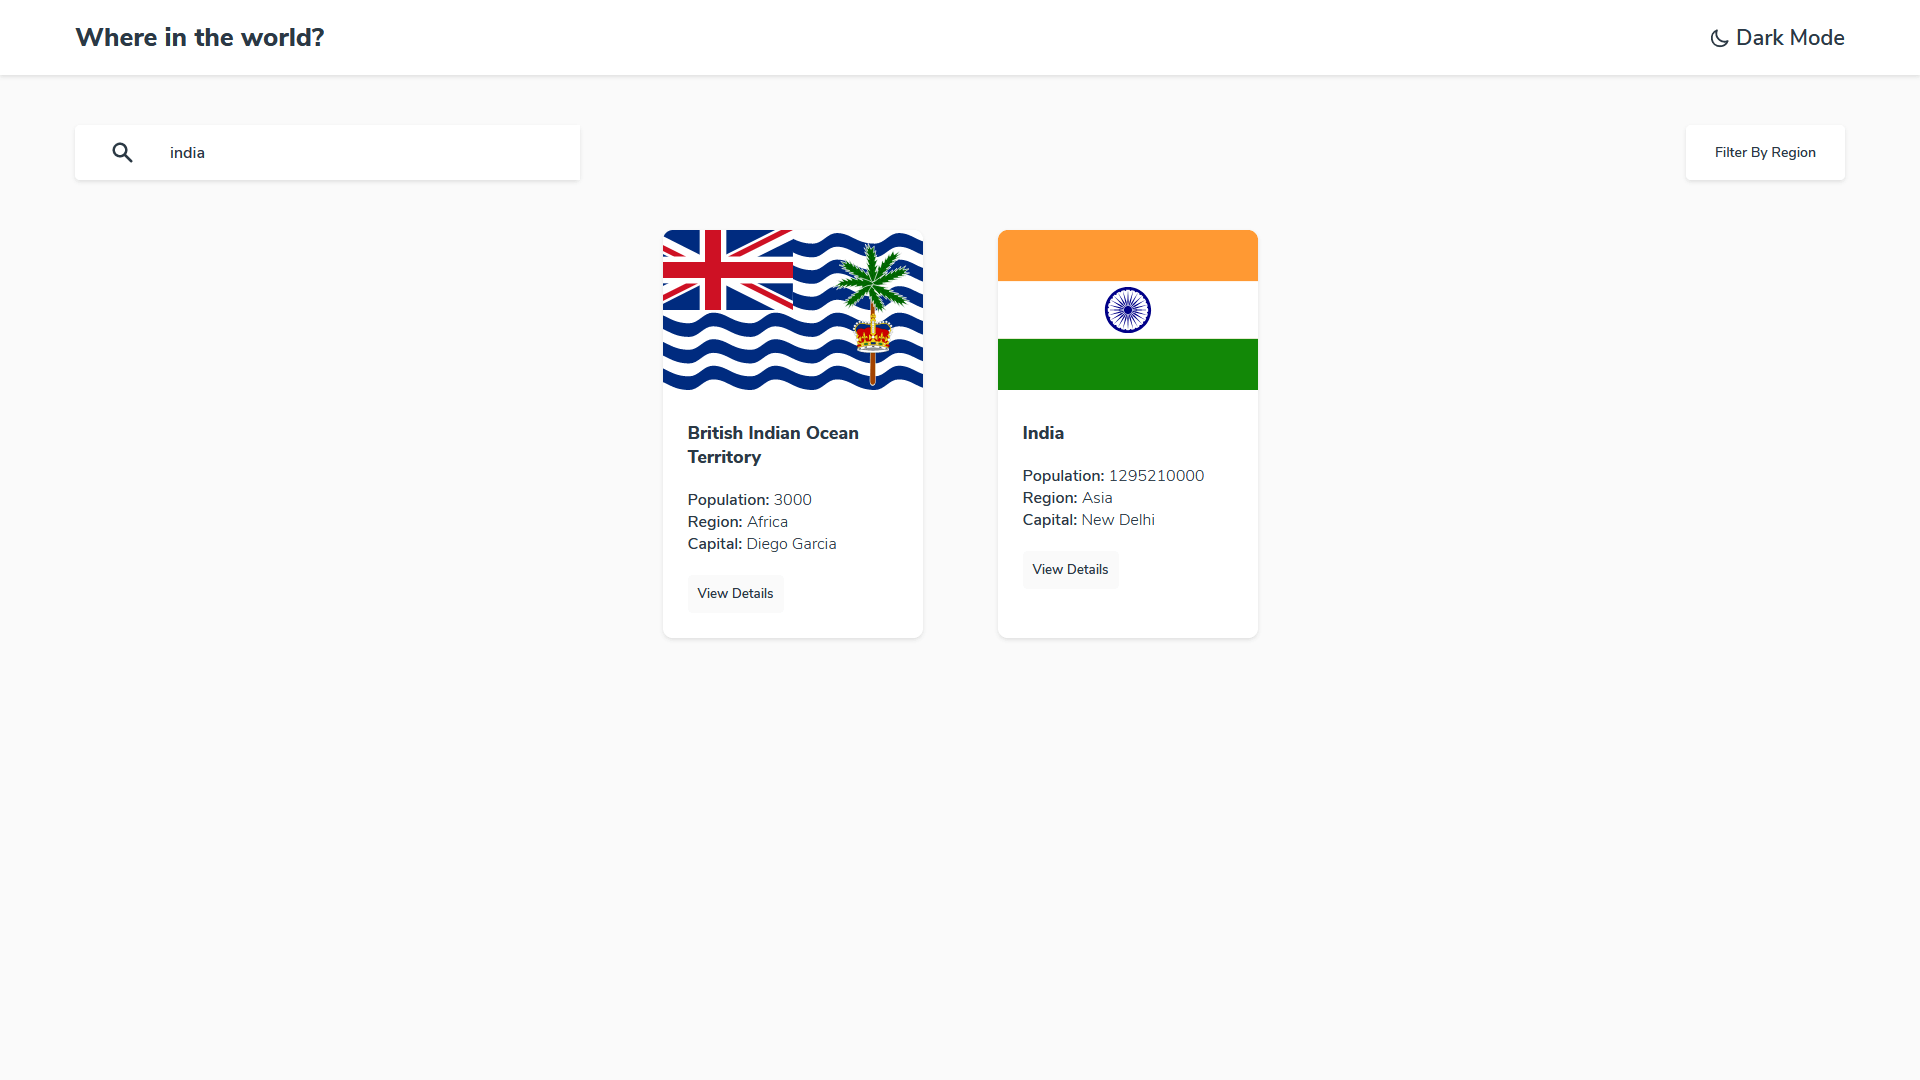 Where in the world?
Dark Mode
india
Filter By Region
British Indian Ocean
Territory
Population: 3000
Region: Africa
Capital: Diego Garcia
View Details
India
Population: 1295210000
Region: Asia
Capital: New Delhi
View Details